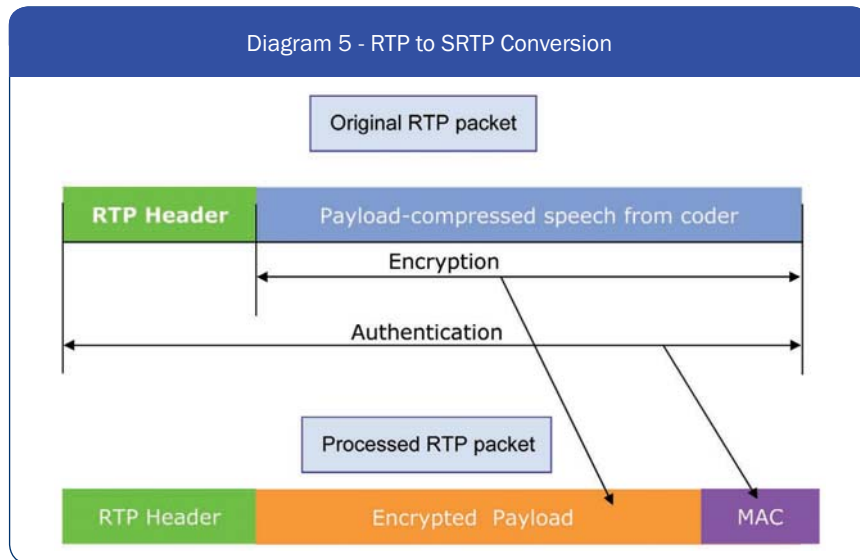 Diagram 5 - RTP to SRTP Conversion
Original RTP packet
RTP Header
Payload-compressed speech from coder
Encryption
Authentication
Processed RTP packet
RTP Header
Encrypted Payload
MAC